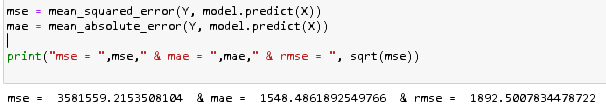 mse = mean_squared_error(Y, model.predict(X))
mae = mean_absolute_error(Y, model.predict(X))
print("mse = ",mse," & mae = ",mae," & rmse = ", sqrt(mse))
mse =  3581559.2153508104  & mae =  1548.4861892549766  & rmse =  1892.5007834478722